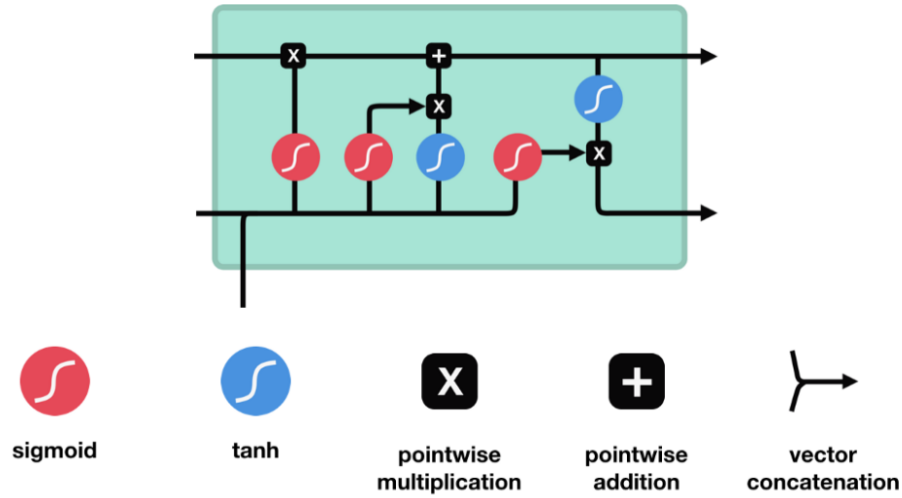 X
+
X
X
X
+
sigmoid
tanh
pointwise
multiplication
pointwise
addition
vector
concatenation